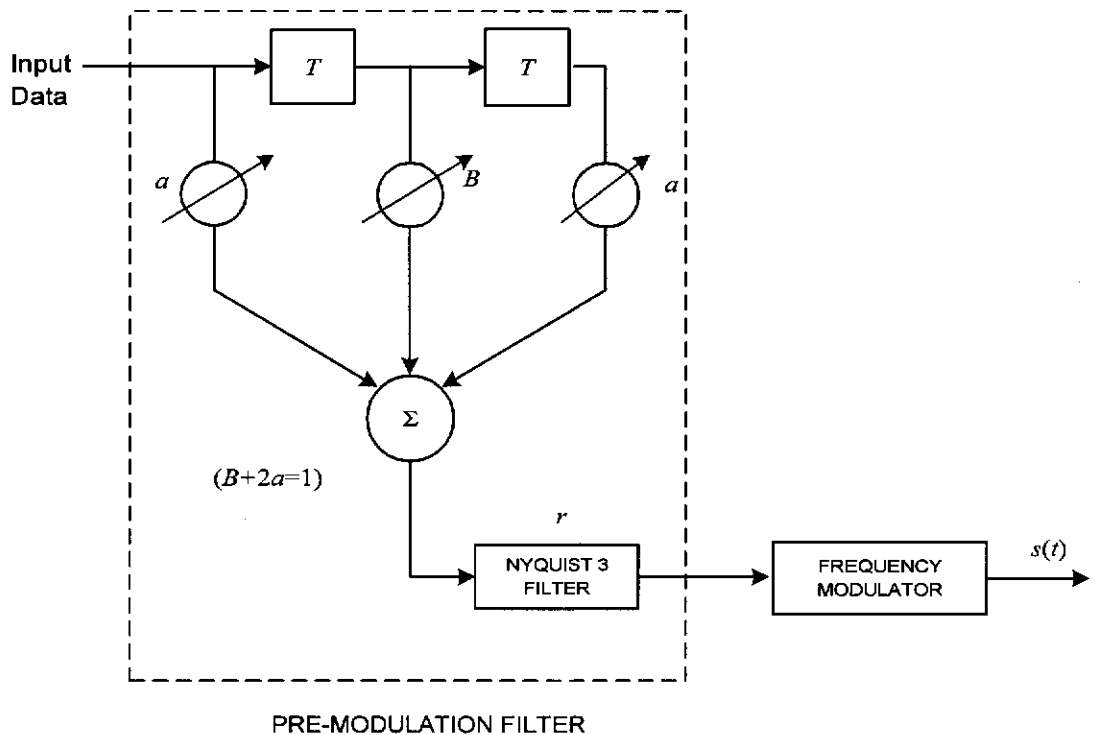 Input
Data
T
T
a
B
a
Σ
(B+2a=1)
r
NYQUIST 3
FILTER
FREQUENCY
MODULATOR
s(t)
PRE-MODULATION FILTER